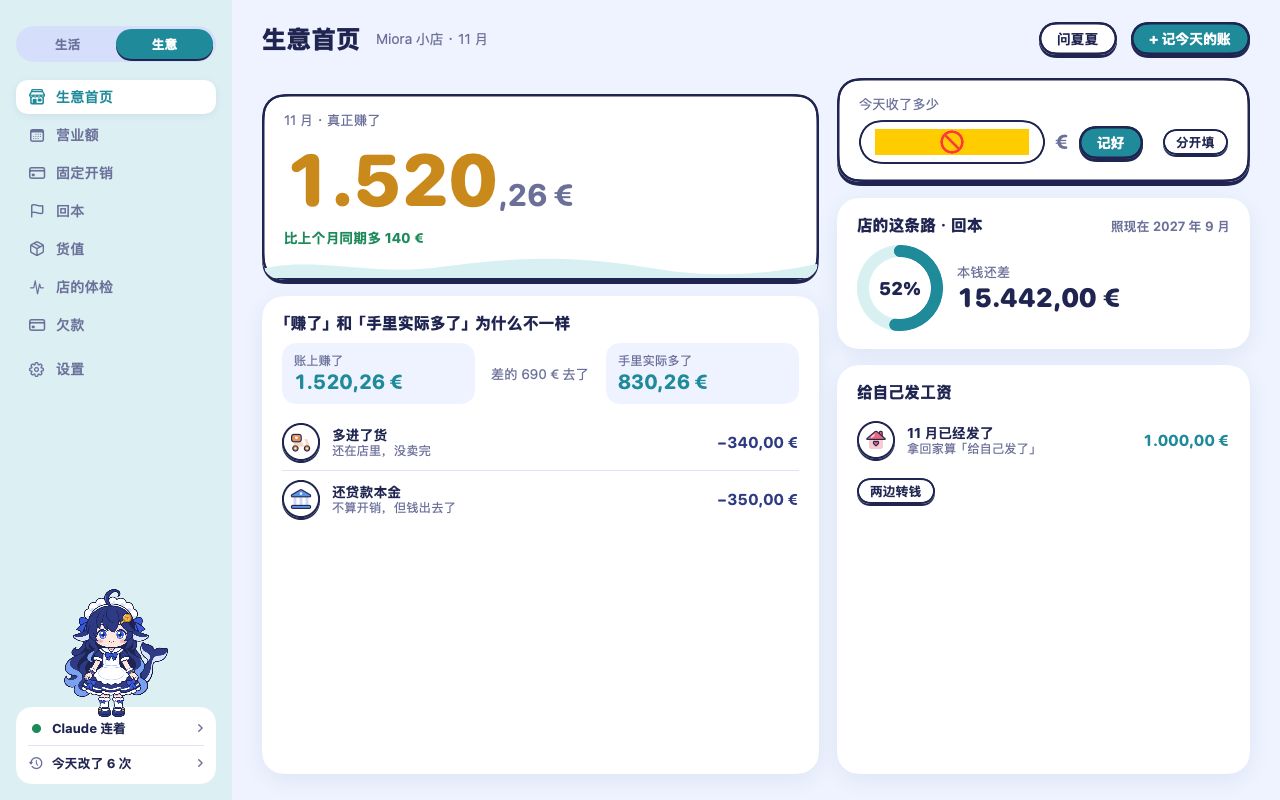 生活
生意
生意首页
营业额
固定开销
回本
货值
店的体检
欠款
设置
Claude 连着
今天改了 6 次
生意首页
Miora 小店 · 11 月
问夏夏
+ 记今天的账
11 月 · 真正赚了
1.520,26 €
比上个月同期多 140 €
「赚了」和「手里实际多了」为什么不一样
账上赚了
1.520,26 €
差的 690 € 去了
手里实际多了
830,26 €
多进了货
还在店里，没卖完
−340,00 €
还贷款本金
不算开销，但钱出去了
−350,00 €
今天收了多少
€
记好
分开填
店的这条路 · 回本
照现在 2027 年 9 月
52%
本钱还差
15.442,00 €
给自己发工资
11 月已经发了
拿回家算「给自己发了」
1.000,00 €
两边转钱